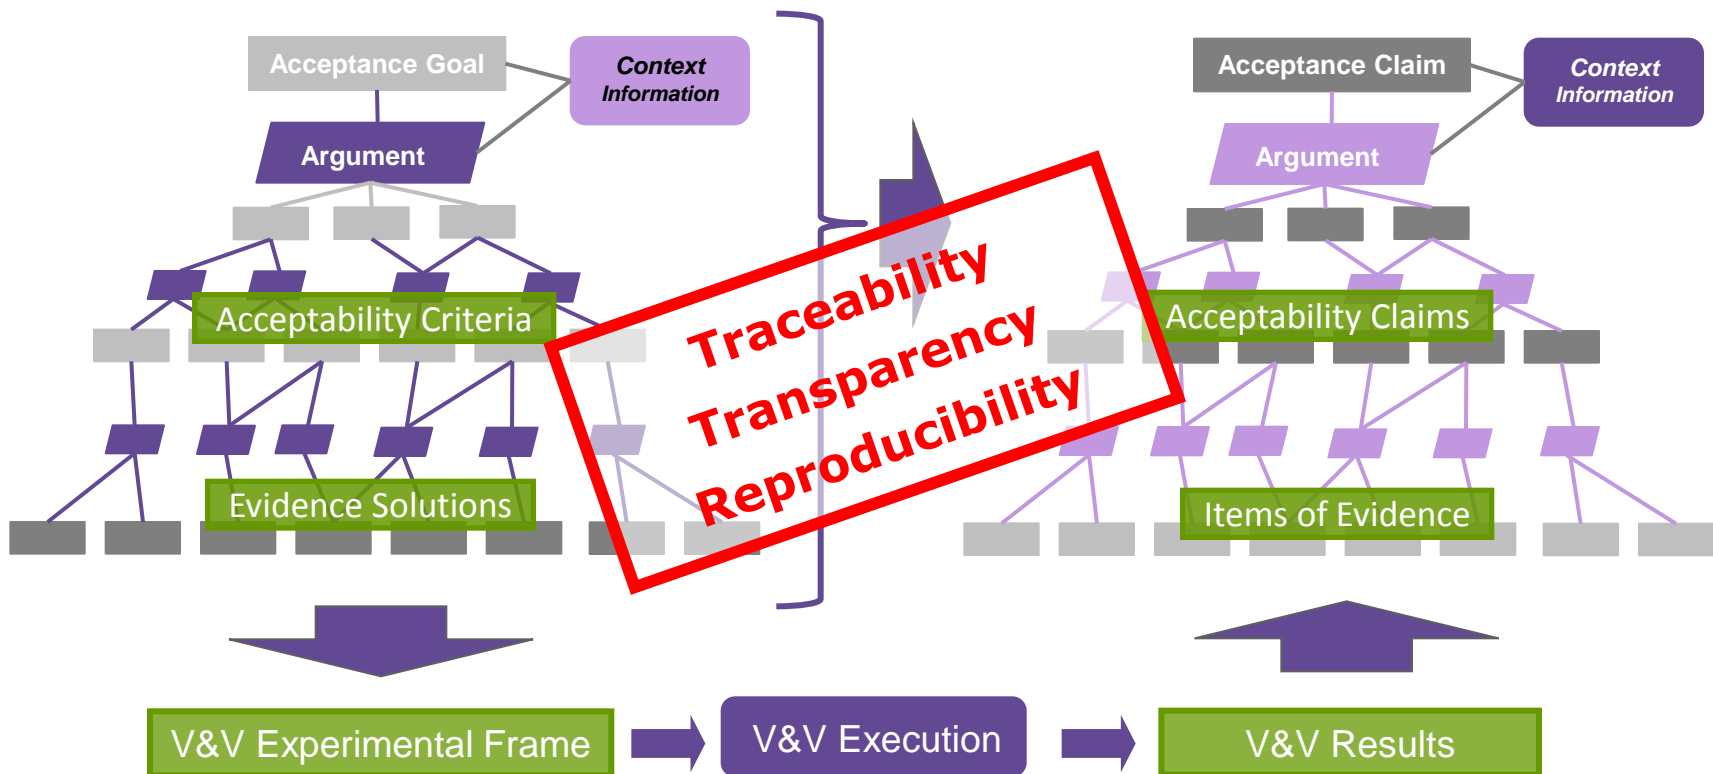 Acceptance Goal
Context
Information
Argument
Acceptability Criteria
Evidence Solutions
Traceability
Transparency
Reproducibility
Acceptance Claim
Context
Information
Argument
Acceptability Claims
Items of Evidence
V&V Experimental Frame
V&V Execution
V&V Results